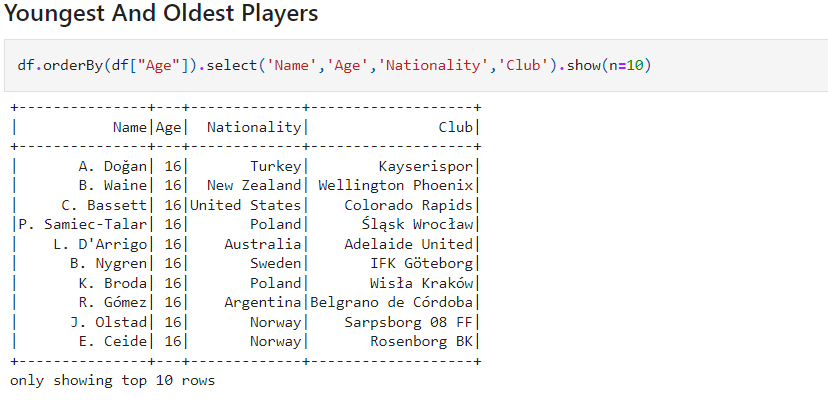 Youngest And Oldest Players
df.orderBy(df["Age"]).select('Name','Age','Nationality','Club').show(n=10)
+---------------+---+-------------+-------------------+
|           Name|Age|  Nationality|               Club|
+---------------+---+-------------+-------------------+
|       A. Doğan| 16|       Turkey|        Kayserispor|
|       B. Waine| 16|  New Zealand| Wellington Phoenix|
|     C. Bassett| 16|United States|    Colorado Rapids|
|P. Samiec-Talar| 16|       Poland|      Śląsk Wrocław|
|    L. D'Arrigo| 16|    Australia|    Adelaide United|
|      B. Nygren| 16|       Sweden|       IFK Göteborg|
|       K. Broda| 16|       Poland|       Wisła Kraków|
|       R. Gómez| 16|    Argentina|Belgrano de Córdoba|
|     J. Olstad| 16|       Norway|    Sarpsborg 08 FF|
|       E. Ceide| 16|       Norway|       Rosenborg BK|
+---------------+---+-------------+-------------------+
only showing top 10 rows